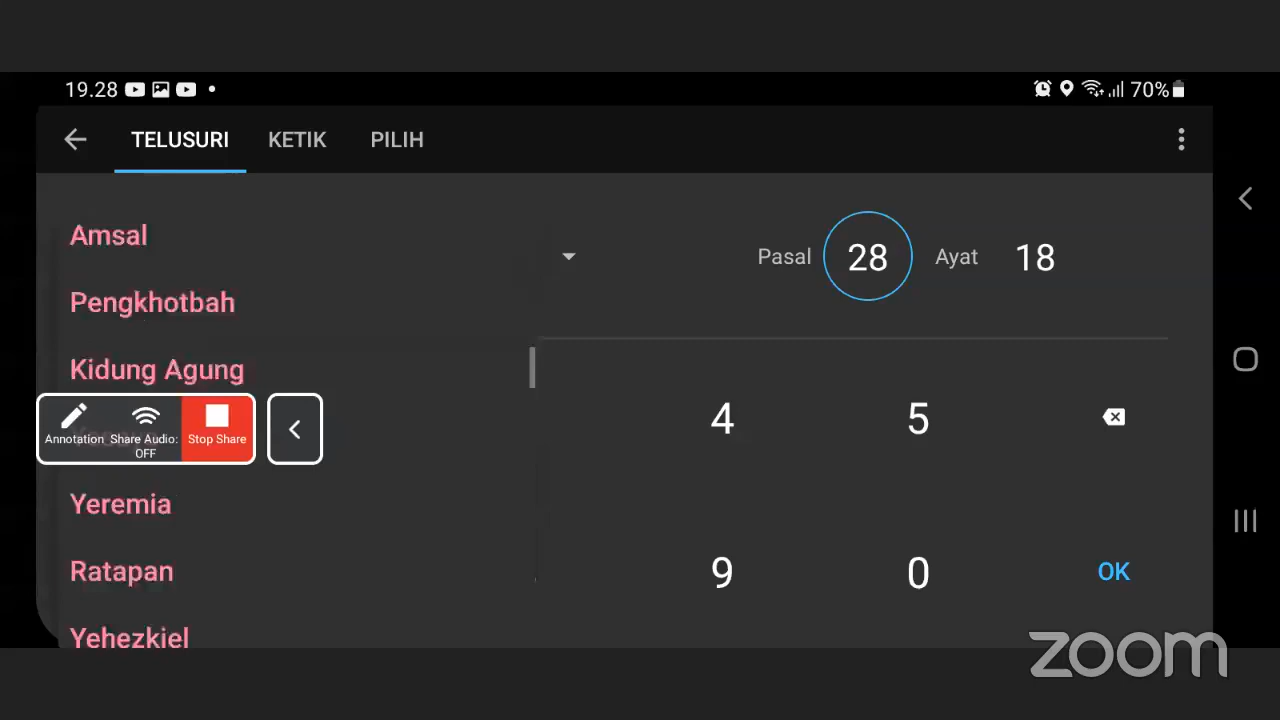 19.28
70%
TELUSURI KETIK PILIH
Amsal
Pasal 28 Ayat 18
Pengkhotbah
Kidung Agung
4 5
Annotation Share Audio: OFF Stop Share
Yeremia
Ratapan
9 0 OK
Yehezkiel
zoom